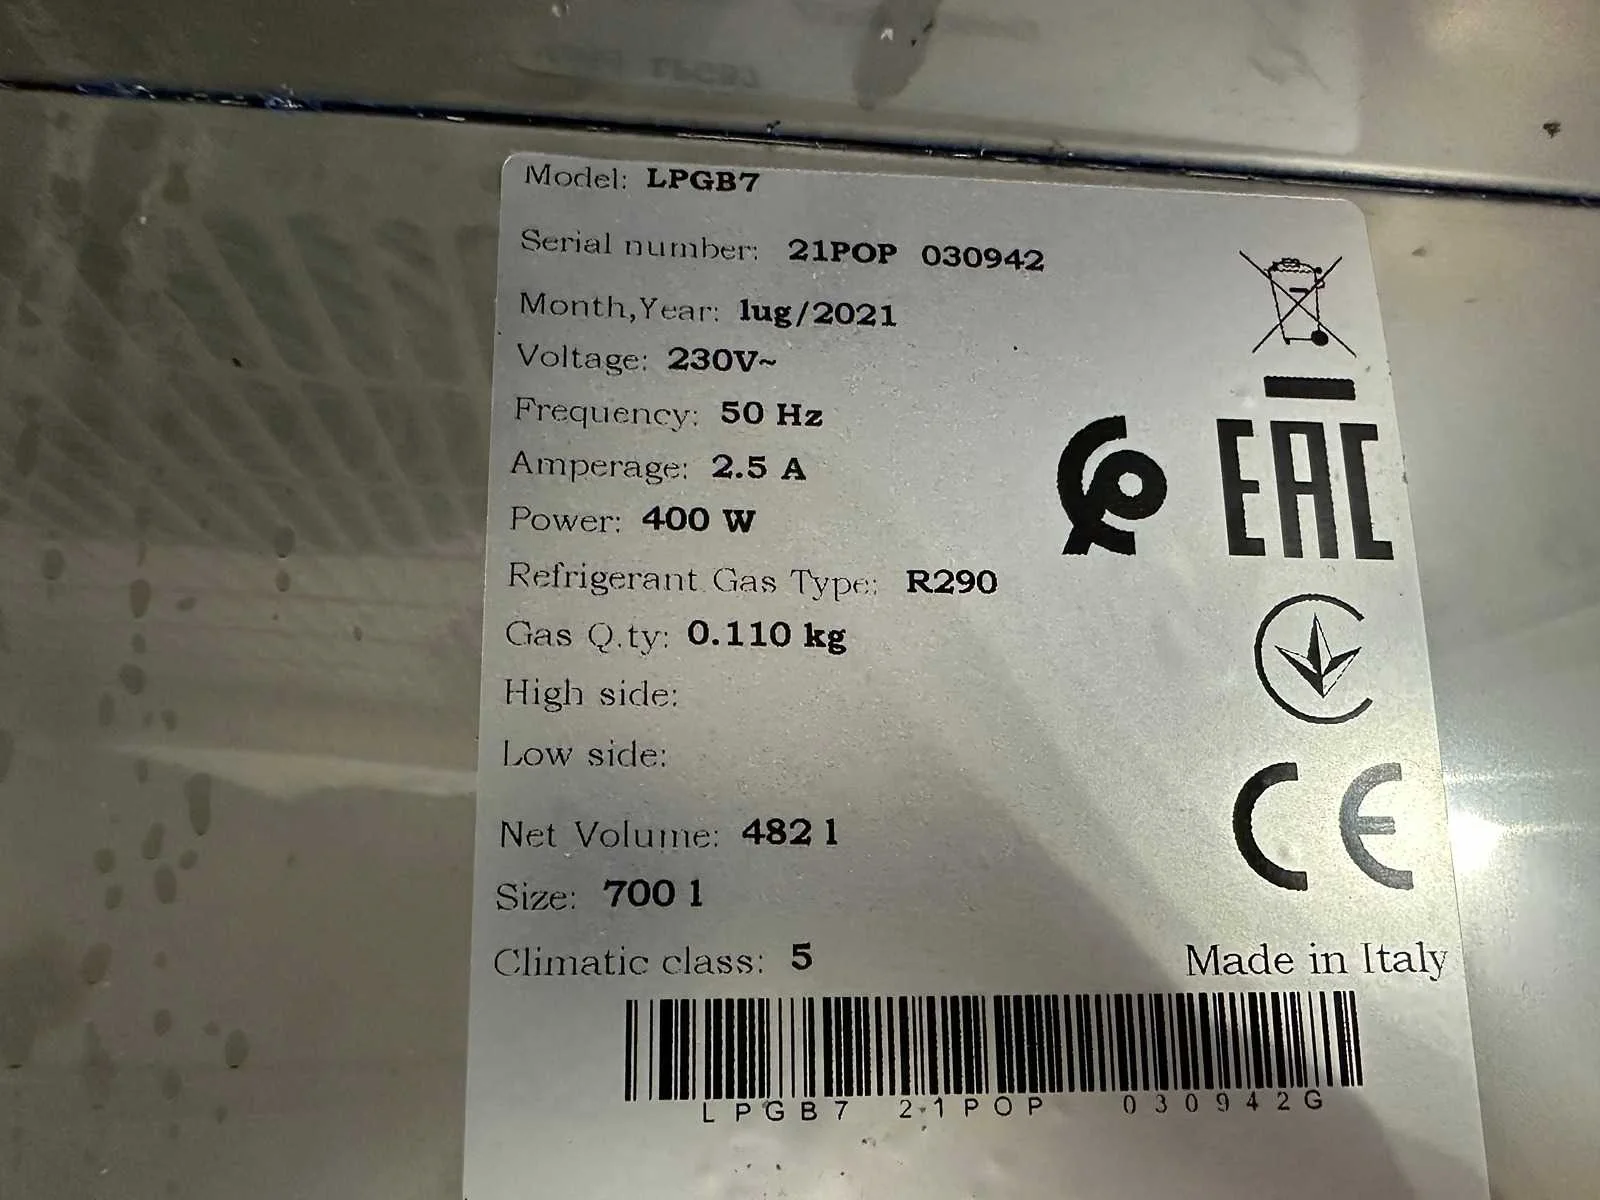 Model: LPGB7
Serial number: 21POP 030942
Month,Year: lug/2021
Voltage: 230V~
Frequency: 50 Hz
Amperage: 2.5 A
Power: 400 W
EAC
Refrigerant Gas Type: R290
Gas Q.ty: 0.110 kg
High side:
Low side:
Net Volume: 482 l
CE
Size: 700 l
Climatic class: 5
Made in Italy
LPGB7 21POP 030942G